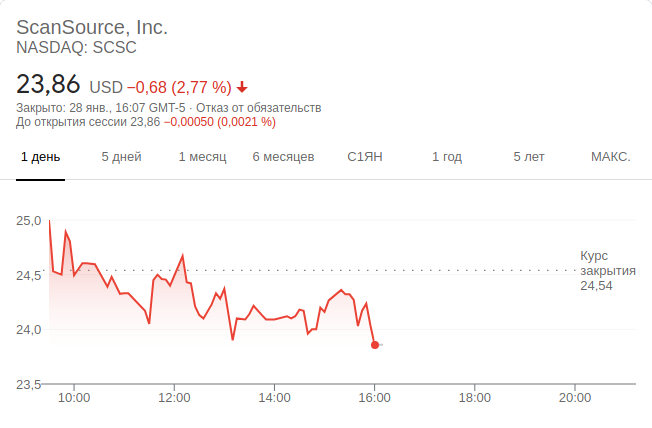 ScanSource, Inc.
NASDAQ: SCSC
23,86 USD −0,68 (2,77 %)
Закрыто: 28 янв., 16:07 GMT-5 · Отказ от обязательств
До открытия сессии 23,86 −0,00050 (0,0021 %)
1 день 5 дней 1 месяц 6 месяцев С1ЯН 1 год 5 лет МАКС.
25,0
Курс
закрытия
24,5
24,54
24,0
23,5
10:00 12:00 14:00 16:00 18:00 20:00